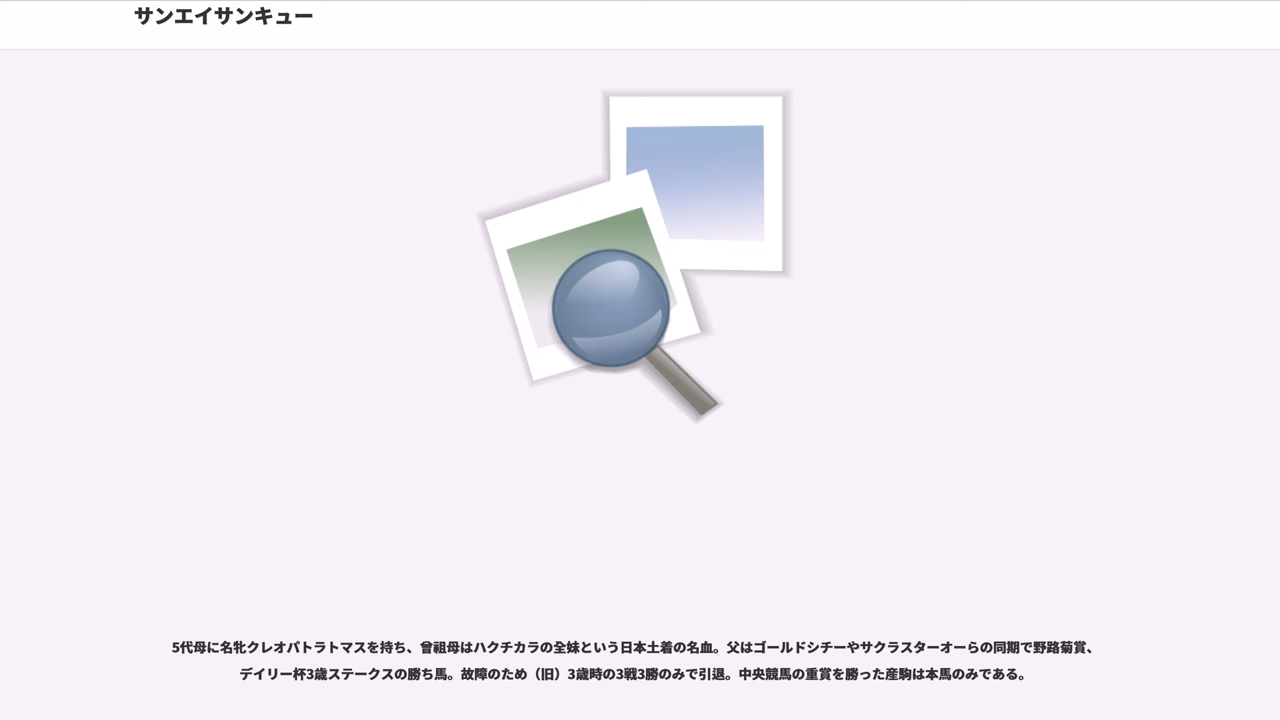 サンエイサンキュー
5代母に名牝クレオパトラトマスを持ち、曾祖母はハクチカラの全妹という日本土着の名血。父はゴールドシチーやサクラスターオーらの同期で野路菊賞、
デイリー杯3歳ステークスの勝ち馬。故障のため（旧）3歳時の3戦3勝のみで引退。中央競馬の重賞を勝った産駒は本馬のみである。